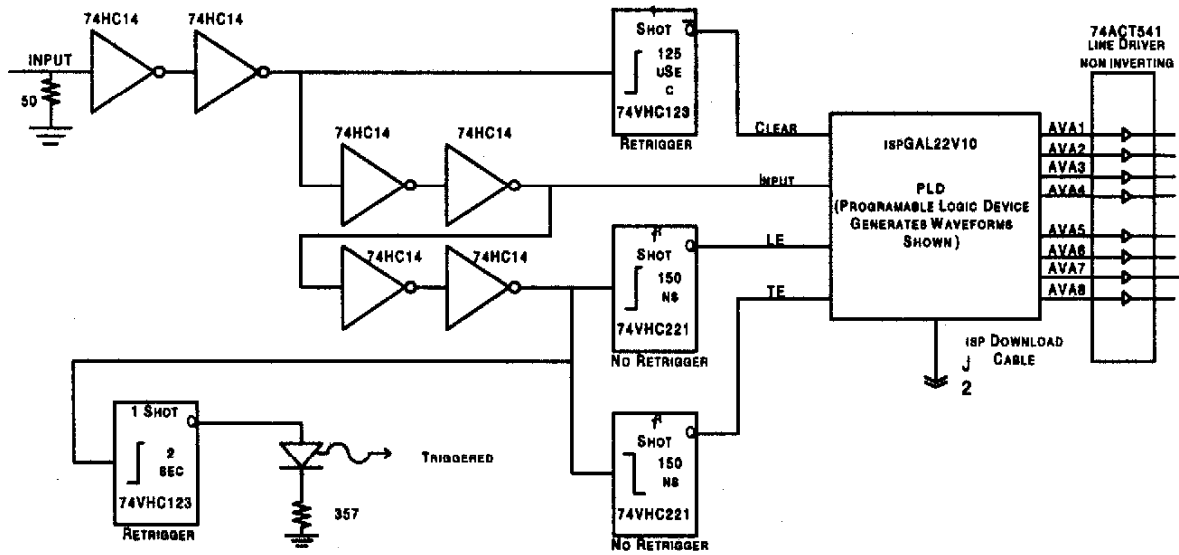 74HC14 74HC14
INPUT
50
SHOT Q
125
USE
C
74VHC123
RETRIGGER
74ACT541
LINE DRIVER
NON INVERTING
74HC14 74HC14
CLEAR
INPUT
ISPGAL22V10
PLD
(PROGRAMABLE LOGIC DEVICE
GENERATES WAVEFORMS
SHOWN)
AVA1
AVA2
AVA3
AVA4
AVA5
AVA6
AVA7
AVA8
74HC14 74HC14
SHOT Q
150
NS
74VHC221
NO RETRIGGER
LE
TE
ISP DOWNLOAD
CABLE
J
2
1 SHOT Q
2
SEC
74VHC123
RETRIGGER
TRIGGERED
357
SHOT Q
150
NS
74VHC221
NO RETRIGGER